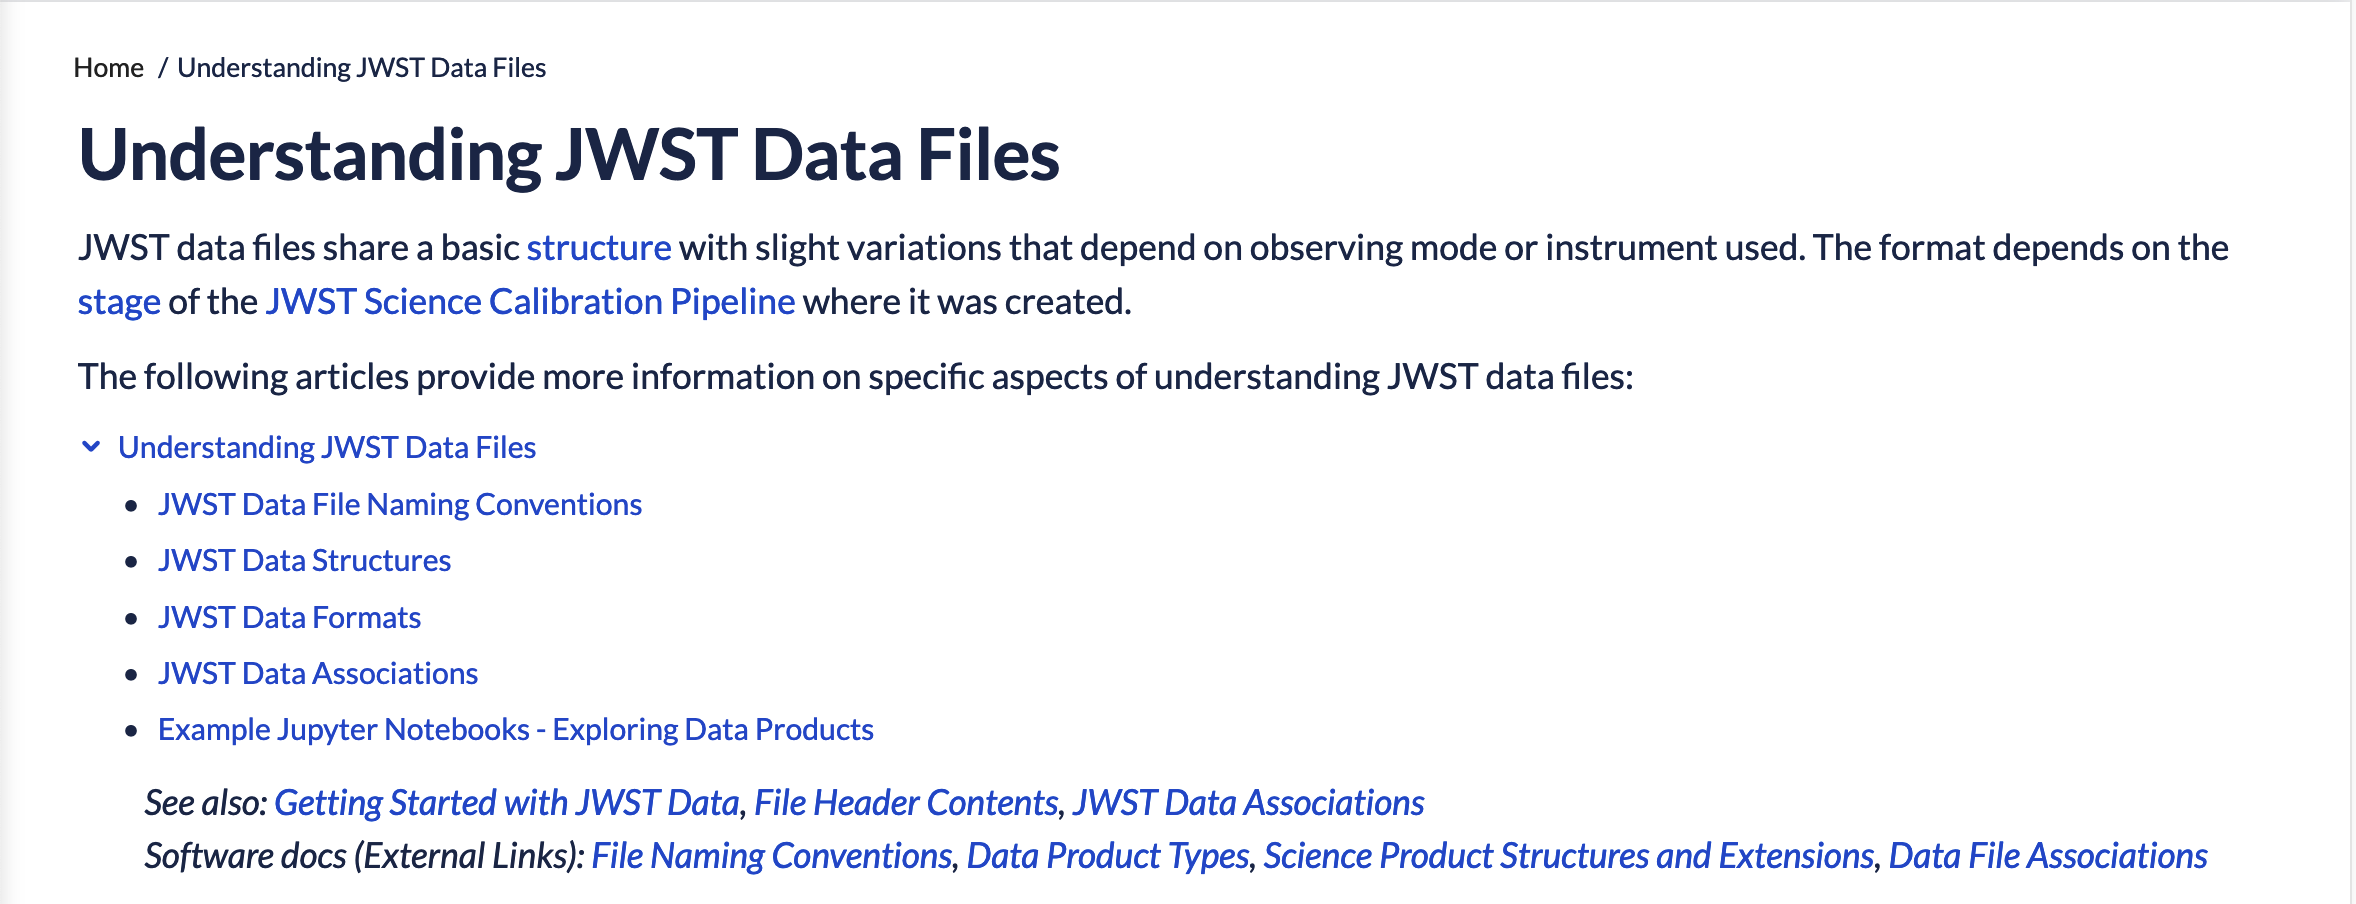 Home / Understanding JWST Data Files
Understanding JWST Data Files
JWST data files share a basic structure with slight variations that depend on observing mode or instrument used. The format depends on the
stage of the JWST Science Calibration Pipeline where it was created.
The following articles provide more information on specific aspects of understanding JWST data files:
Understanding JWST Data Files
• JWST Data File Naming Conventions
• JWST Data Structures
• JWST Data Formats
• JWST Data Associations
• Example Jupyter Notebooks - Exploring Data Products
See also: Getting Started with JWST Data, File Header Contents, JWST Data Associations
Software docs (External Links): File Naming Conventions, Data Product Types, Science Product Structures and Extensions, Data File Associations